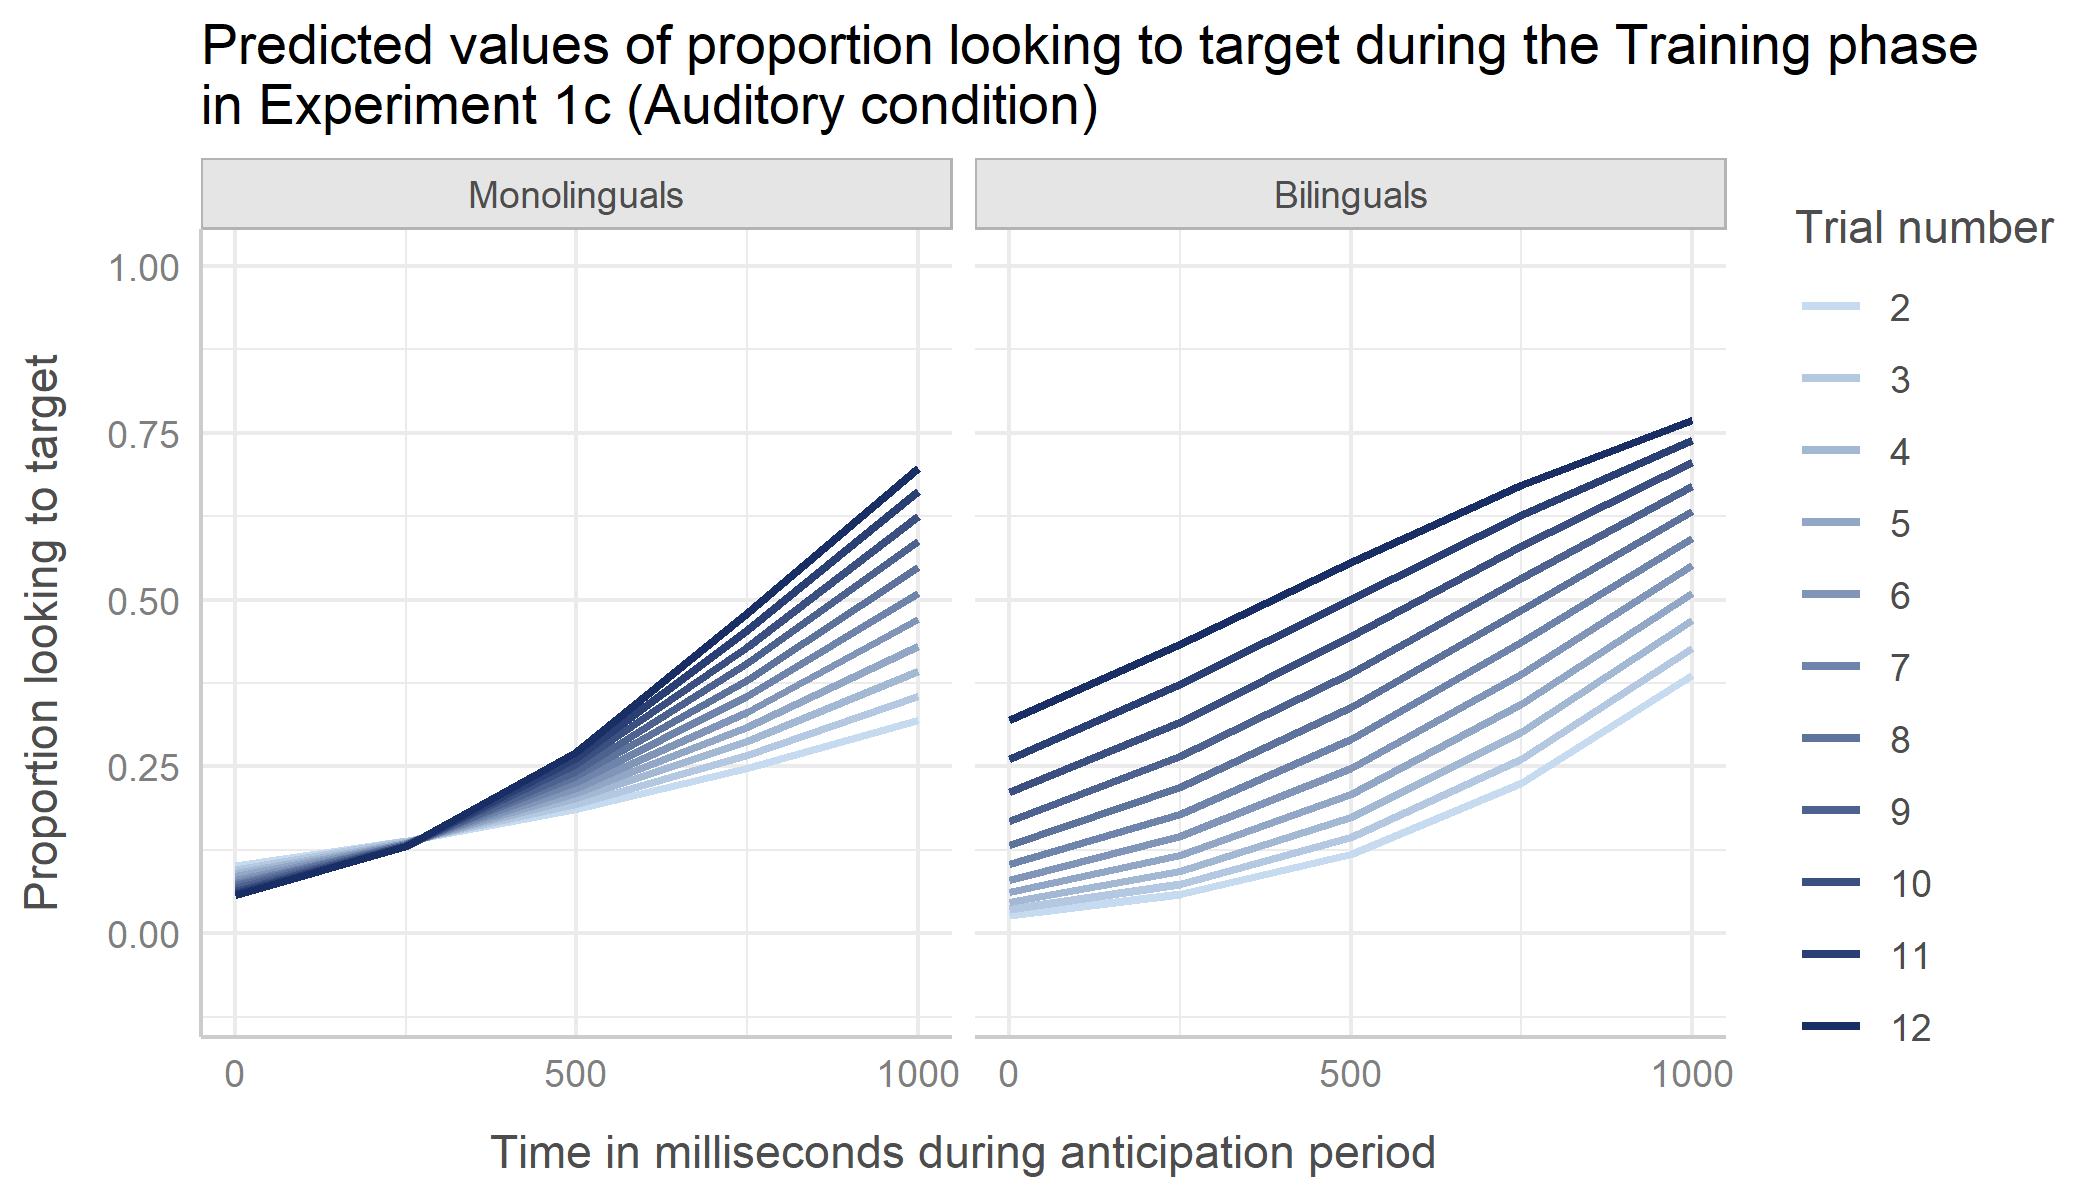 Predicted values of proportion looking to target during the Training phase
in Experiment 1c (Auditory condition)
Monolinguals
Bilinguals
Trial number
2
3
4
5
6
7
8
9
10
11
12
Proportion looking to target
1.00
0.75
0.50
0.25
0.00
0 500 1000 0 500 1000
Time in milliseconds during anticipation period